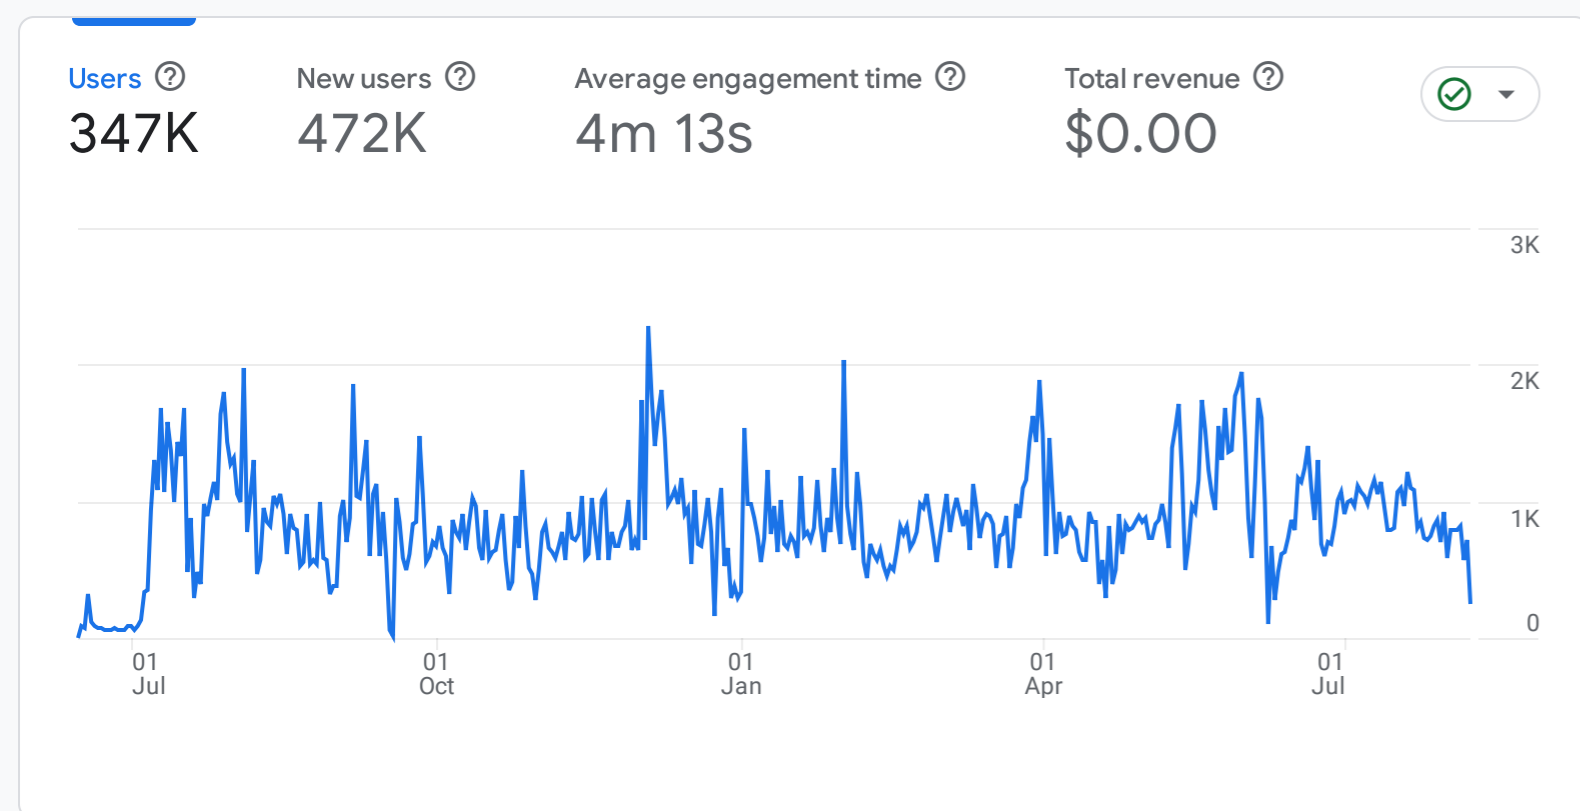 Users
New users
Average engagement time
Total revenue
347K
472K
4m 13s
$0.00
3K
2K
1K
0
01 Jul
01 Oct
01 Jan
01 Apr
01 Jul